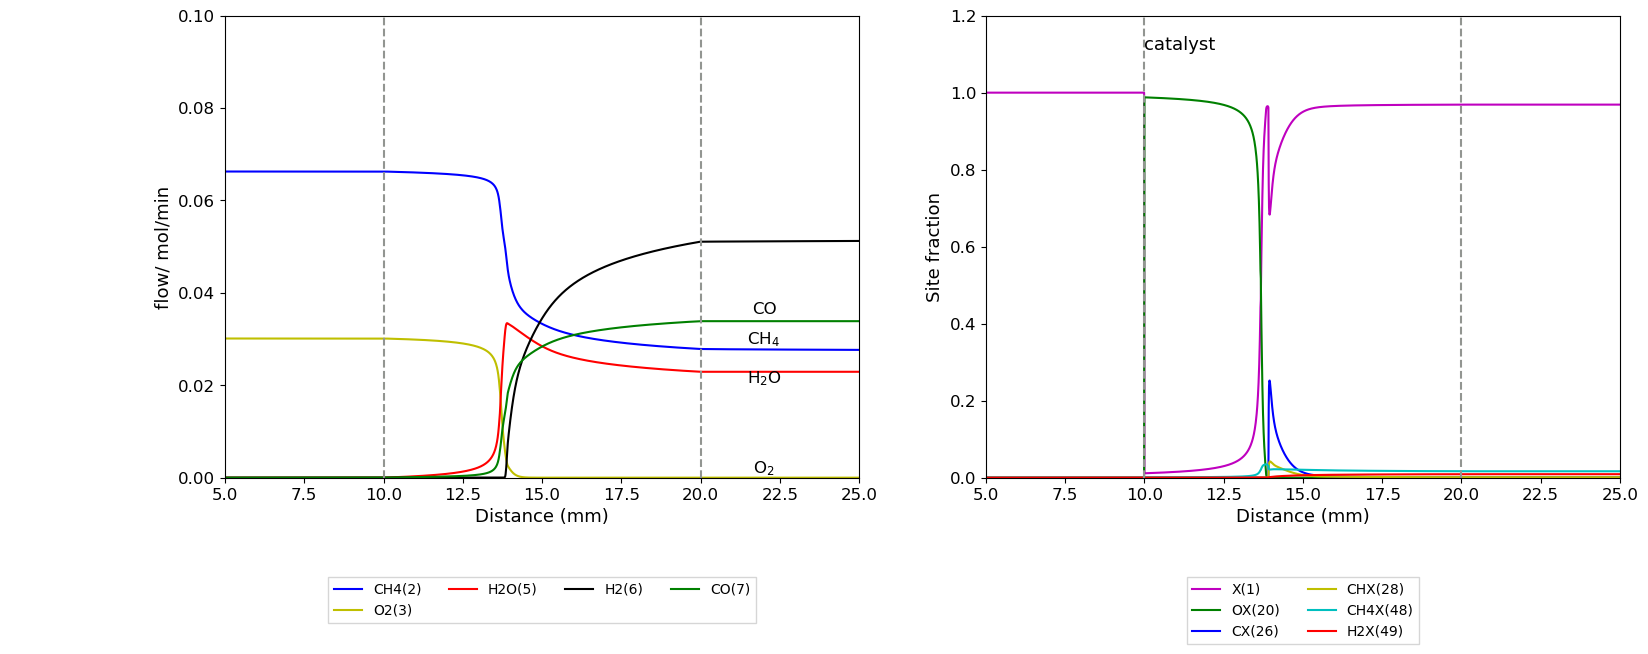 0.10
0.08
0.06
0.04
0.02
0.00
flow/ mol/min
CO
CH₄
H₂O
O₂
5.0 7.5 10.0 12.5 15.0 17.5 20.0 22.5 25.0
Distance (mm)
CH4(2) H2O(5) H2(6) CO(7)
O2(3)
1.2
1.0
0.8
0.6
0.4
0.2
0.0
Site fraction
catalyst
5.0 7.5 10.0 12.5 15.0 17.5 20.0 22.5 25.0
Distance (mm)
X(1) CHX(28)
OX(20) CH4X(48)
CX(26) H2X(49)